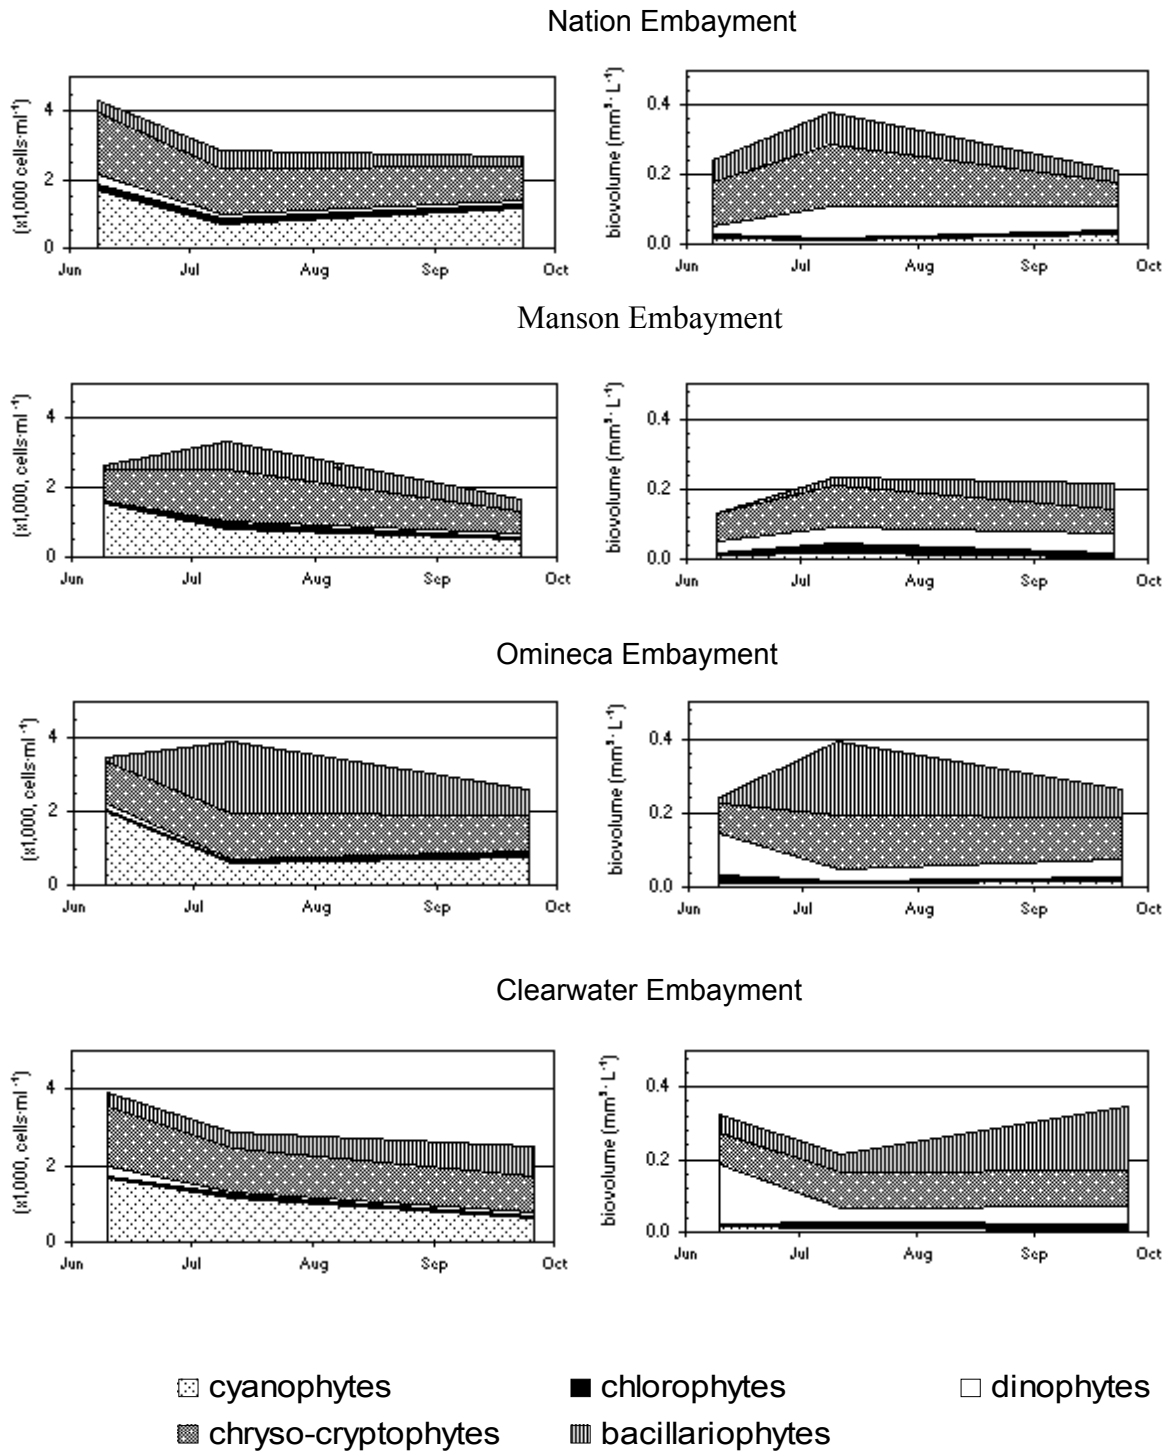 Nation Embayment
(x1,000 cells·ml⁻¹)
4
2
0
Jun Jul Aug Sep Oct
biovolume (mm³· L⁻¹)
0.4
0.2
0.0
Jun Jul Aug Sep Oct
Manson Embayment
(x1,000, cells·ml⁻¹)
4
2
0
Jun Jul Aug Sep Oct
biovolume (mm³· L⁻¹)
0.4
0.2
0.0
Jun Jul Aug Sep Oct
Omineca Embayment
(x1,000, cells·ml⁻¹)
4
2
0
Jun Jul Aug Sep Oct
biovolume (mm³· L⁻¹)
0.4
0.2
0.0
Jun Jul Aug Sep Oct
Clearwater Embayment
(x1,000, cells·ml⁻¹)
4
2
0
Jun Jul Aug Sep Oct
biovolume (mm³· L⁻¹)
0.4
0.2
0.0
Jun Jul Aug Sep Oct
cyanophytes chlorophytes dinophytes
chryso-cryptophytes bacillariophytes